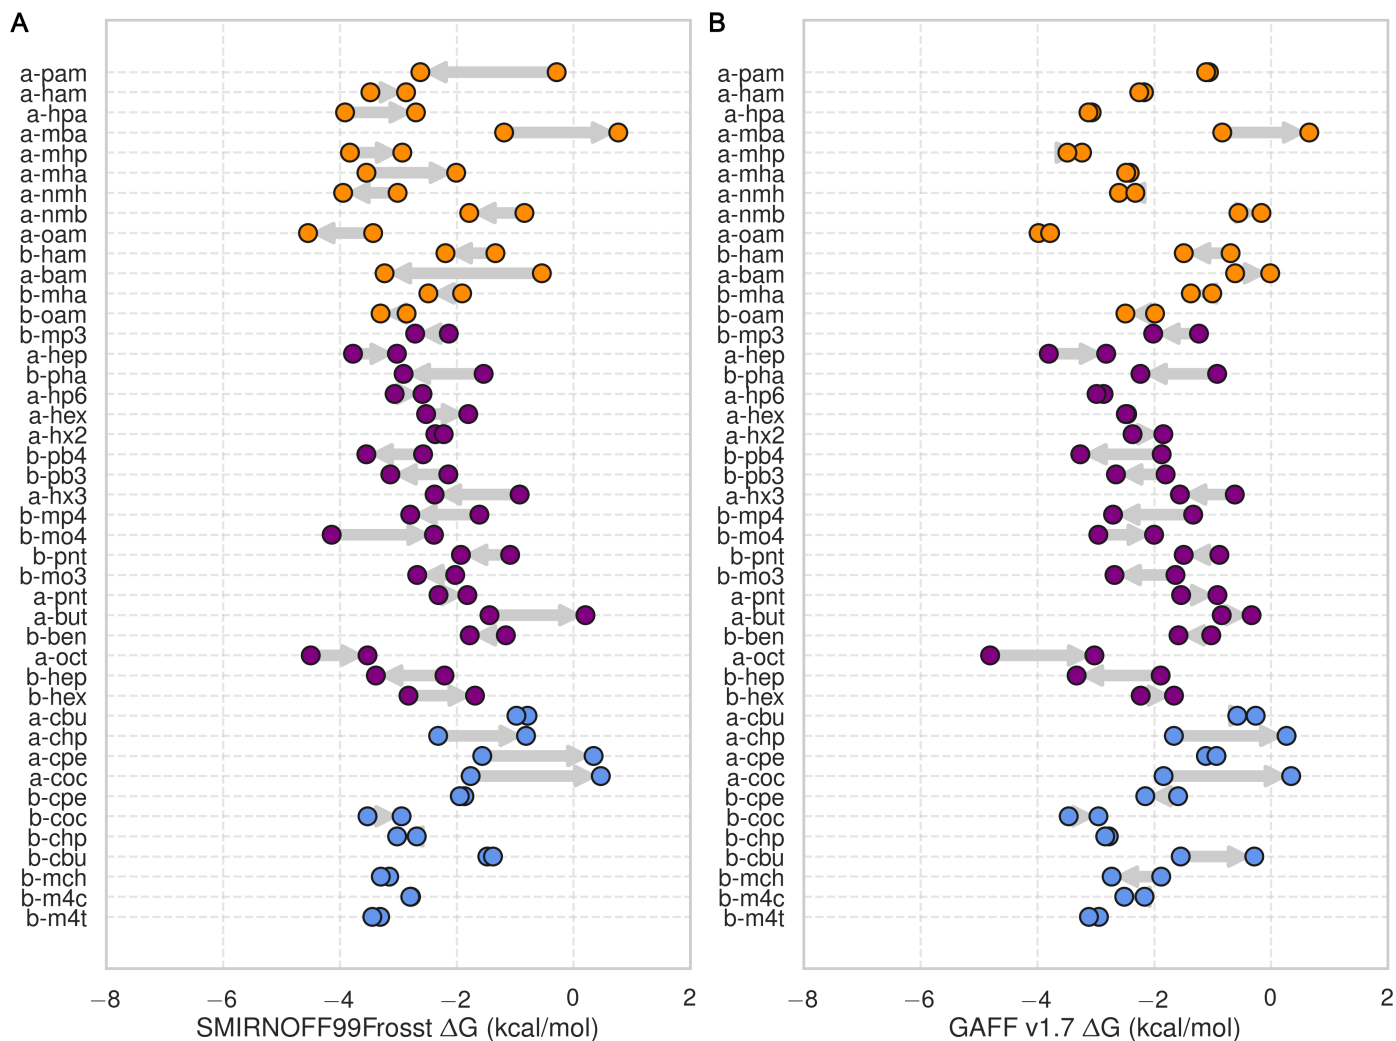 A
B
a-pam
a-ham
a-hpa
a-mba
a-mhp
a-mha
a-nmh
a-nmb
a-oam
b-ham
a-bam
b-mha
b-oam
b-mp3
a-hep
b-pha
a-hp6
a-hex
a-hx2
b-pb4
b-pb3
a-hx3
b-mp4
b-mo4
b-pnt
b-mo3
a-pnt
a-but
b-ben
a-oct
b-hep
b-hex
a-cbu
a-chp
a-cpe
a-coc
b-cpe
b-coc
b-chp
b-cbu
b-mch
b-m4c
b-m4t
−8 −6 −4 −2 0 2
SMIRNOFF99Frosst ΔG (kcal/mol)
a-pam
a-ham
a-hpa
a-mba
a-mhp
a-mha
a-nmh
a-nmb
a-oam
b-ham
a-bam
b-mha
b-oam
b-mp3
a-hep
b-pha
a-hp6
a-hex
a-hx2
b-pb4
b-pb3
a-hx3
b-mp4
b-mo4
b-pnt
b-mo3
a-pnt
a-but
b-ben
a-oct
b-hep
b-hex
a-cbu
a-chp
a-cpe
a-coc
b-cpe
b-coc
b-chp
b-cbu
b-mch
b-m4c
b-m4t
−8 −6 −4 −2 0 2
GAFF v1.7 ΔG (kcal/mol)